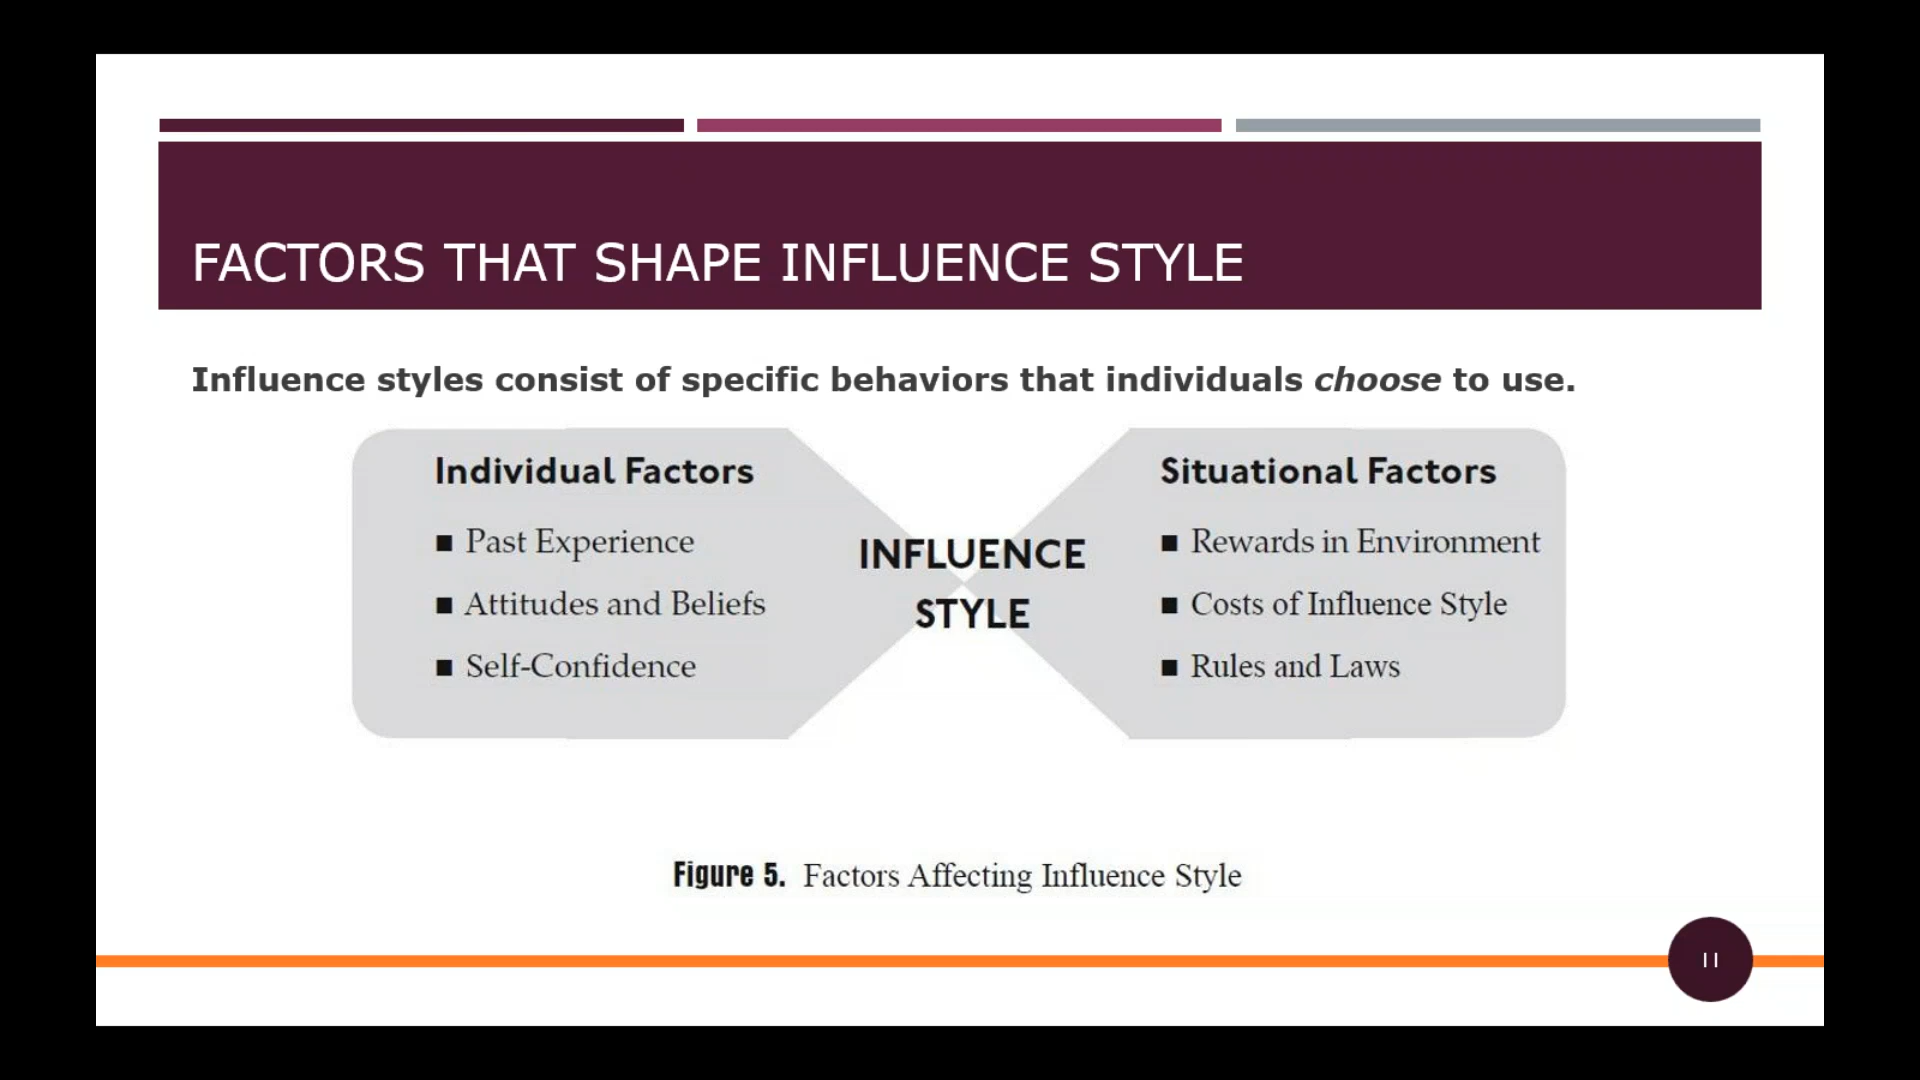 FACTORS THAT SHAPE INFLUENCE STYLE
Influence styles consist of specific behaviors that individuals choose to use.
Individual Factors
■ Past Experience
■ Attitudes and Beliefs
■ Self-Confidence
INFLUENCE
STYLE
Situational Factors
■ Rewards in Environment
■ Costs of Influence Style
■ Rules and Laws
Figure 5. Factors Affecting Influence Style
11